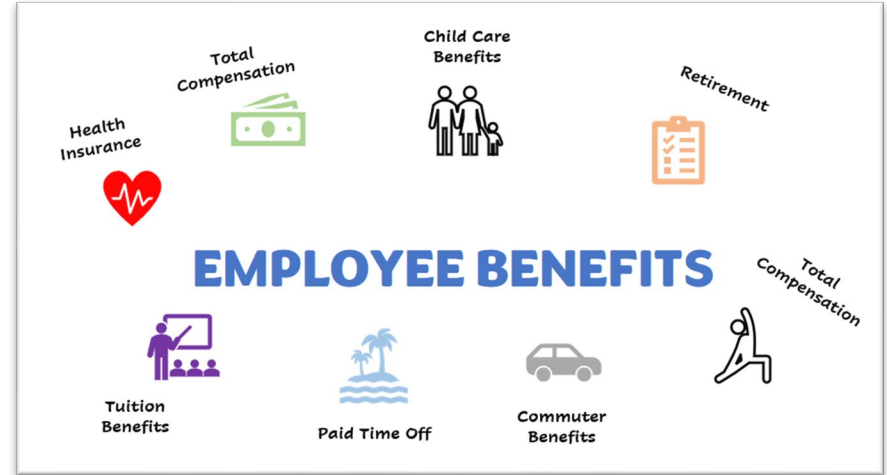 Child Care
Benefits
Total
Compensation
Retirement
Health
Insurance
EMPLOYEE BENEFITS
Total
Compensation
Tuition
Benefits
Paid Time Off
Commuter
Benefits